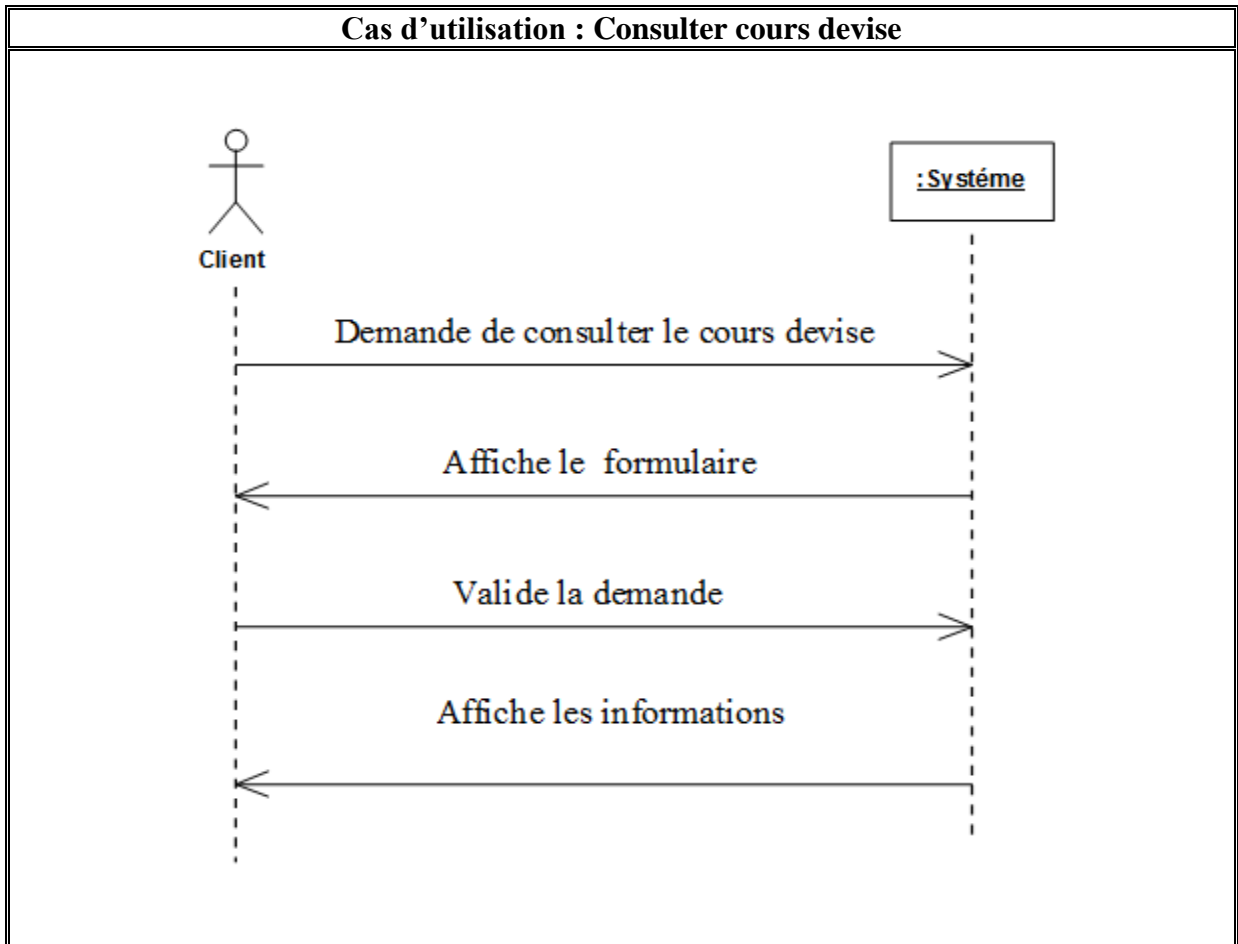 Cas d’utilisation : Consulter cours devise
:Systéme
Client
Demande de consulter le cours devise
Affiche le formulaire
Valide la demande
Affiche les informations